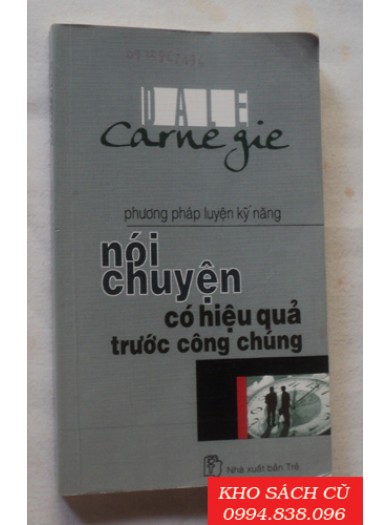 DALE
carnegie
phương pháp luyện kỹ năng
nói
chuyện
có hiệu quả
trước công chúng
Nhà xuất bản Trẻ
KHO SÁCH CŨ
0994.838.096